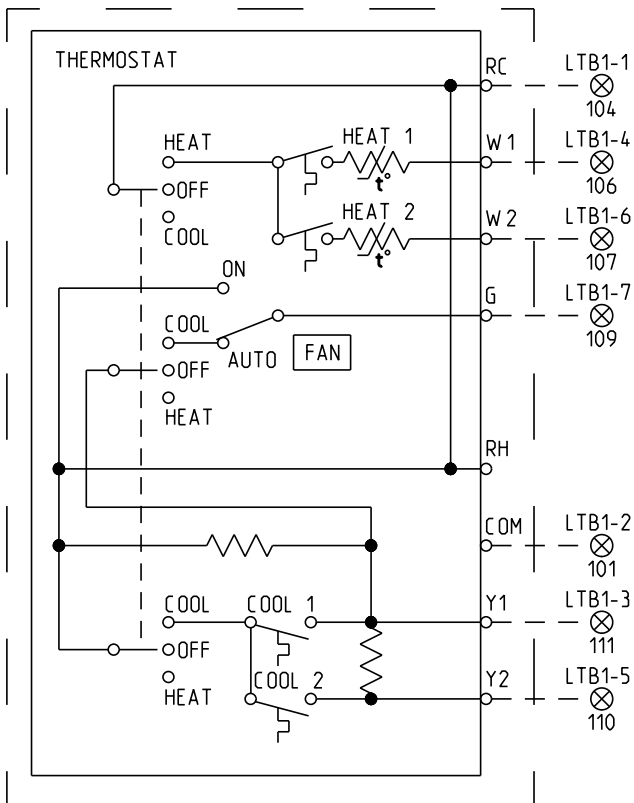 THERMOSTAT
RC
LTB1-1
104
HEAT
HEAT 1
t°
W1
LTB1-4
106
OFF
COOL
HEAT 2
t°
W2
LTB1-6
107
ON
G
LTB1-7
109
COOL
AUTO
FAN
OFF
HEAT
RH
COM
LTB1-2
101
COOL
COOL 1
Y1
LTB1-3
111
OFF
HEAT
COOL 2
Y2
LTB1-5
110